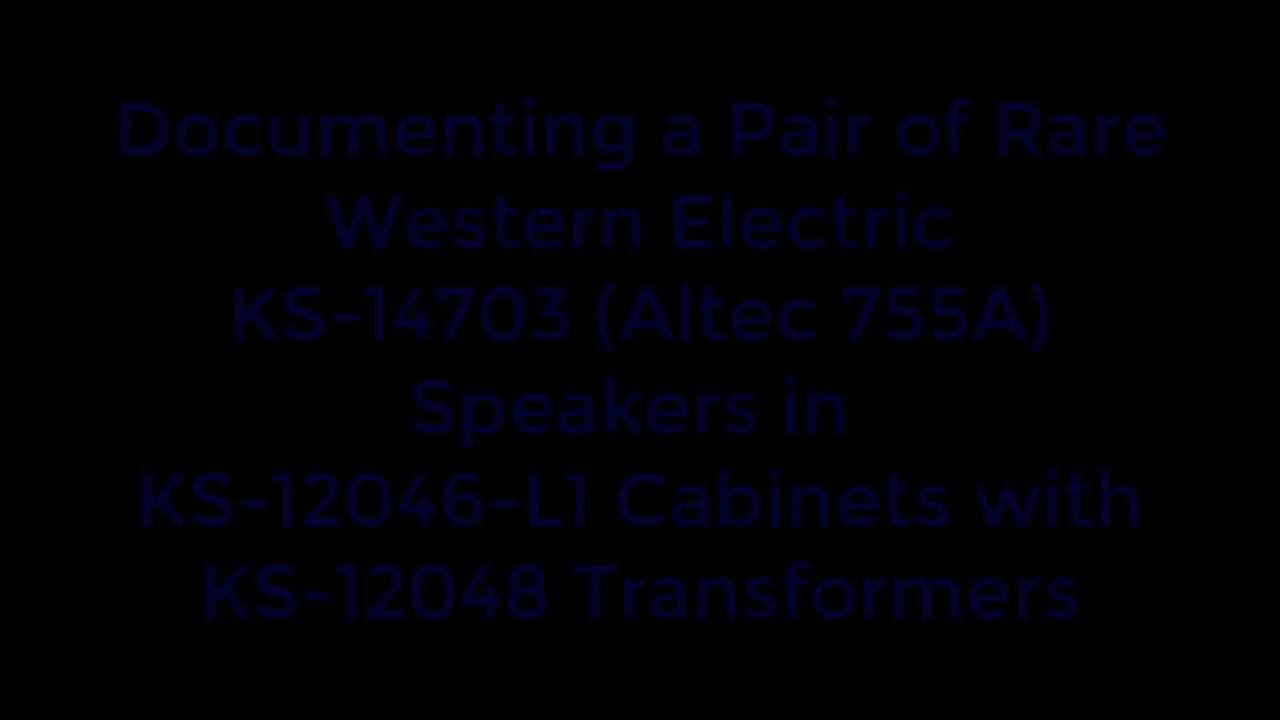 Documenting a Pair of Rare
Western Electric
KS-14703 (Altec 755A)
Speakers in
KS-12046-L1 Cabinets with
KS-12048 Transformers